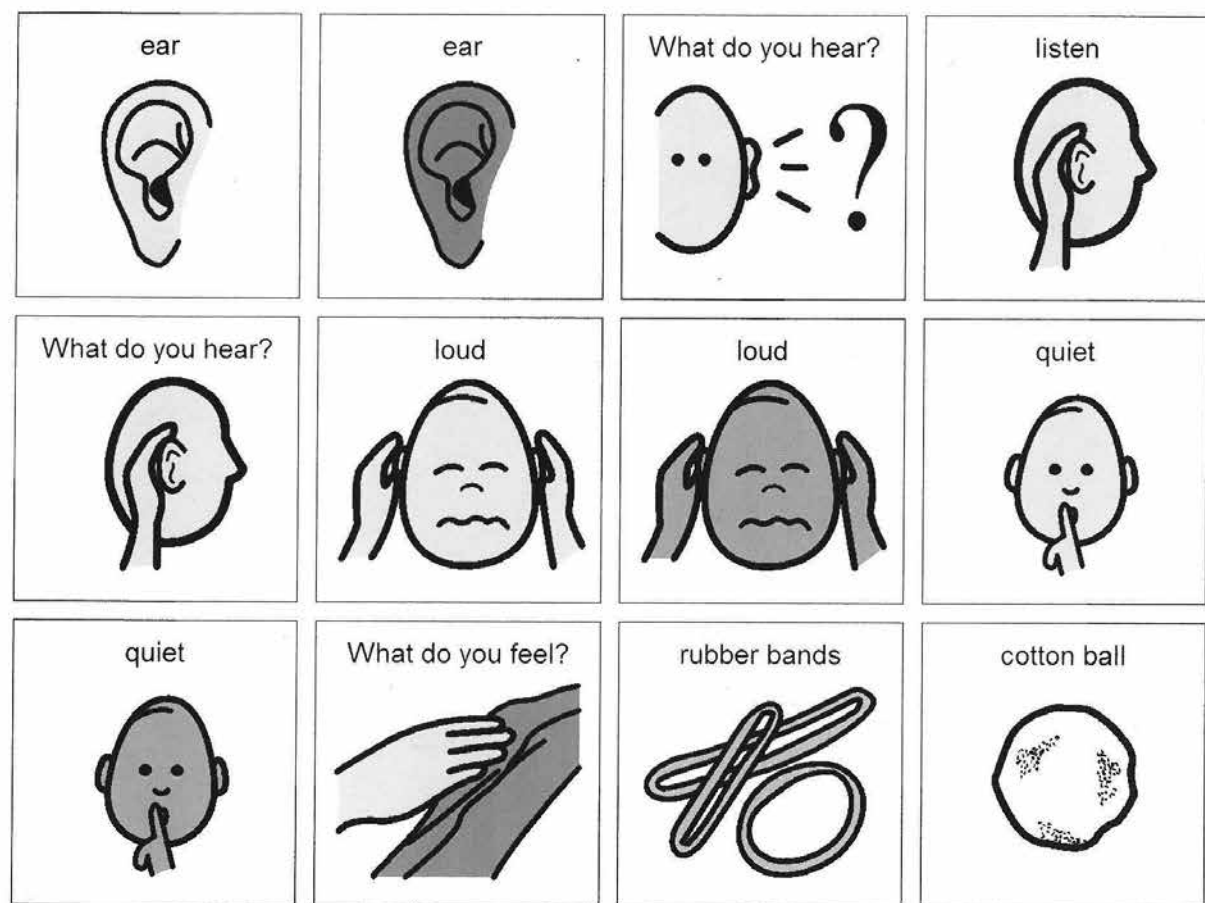 ear
ear
What do you hear?
listen
What do you hear?
loud
loud
quiet
quiet
What do you feel?
rubber bands
cotton ball